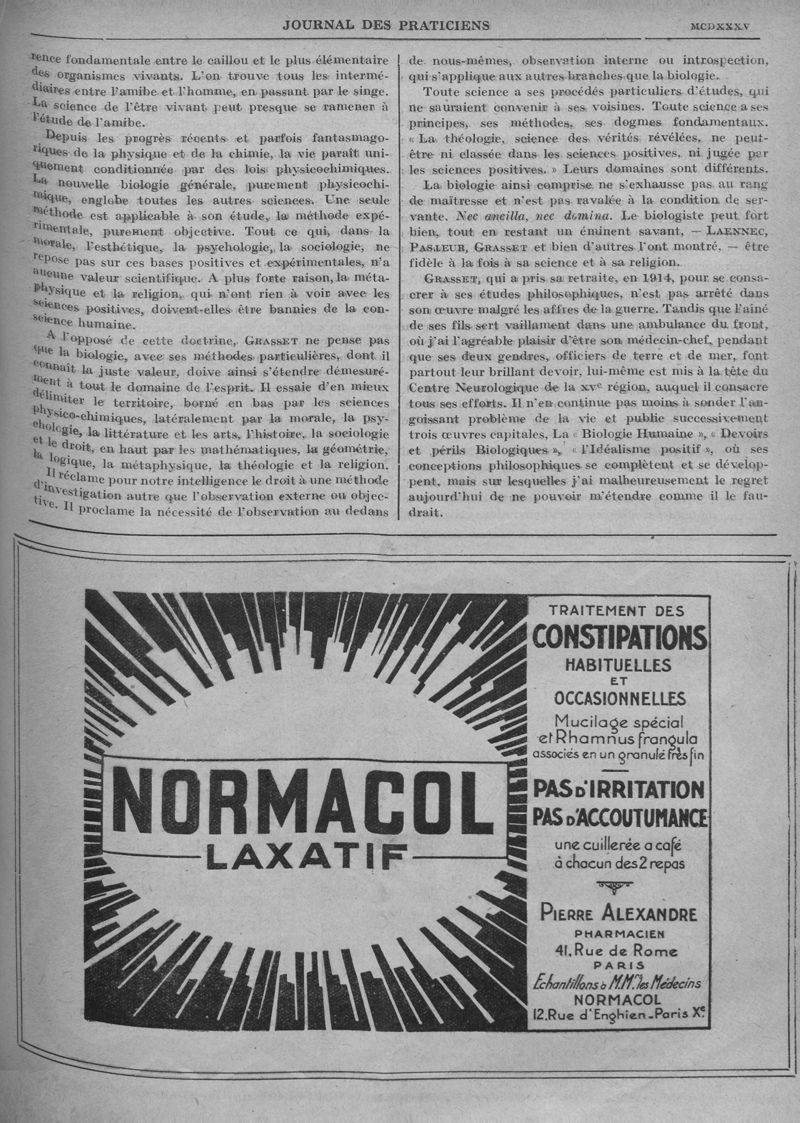 JOURNAL DES PRATICIENS
MCDXXXV
rence fondamentale entre le caillou et le plus élémentaire
des organismes vivants. L'on trouve tous les intermé-
diaires entre l'amibe et l'homme, en passant par le singe.
La science de l'être vivant peut presque se ramener à
l'étude de l'amibe.
Depuis les progrès récents et parfois fantasmago-
riques de la physique et de la chimie, la vie paraît uni-
quement conditionnée par des lois physicochimiques.
La nouvelle biologie générale, purement physicochi-
mique, englobe toutes les autres sciences. Une seule
méthode est applicable à son étude, la méthode expé-
rimentale, purement objective. Tout ce qui, dans la
morale, l'esthétique, la psychologie, la sociologie, ne
repose pas sur ces bases positives et expérimentales, n'a
aucune valeur scientifique. A plus forte raison, la méta-
physique et la religion, qui n'ont rien à voir avec les
sciences positives, doivent-elles être bannies de la con-
science humaine.
A l'opposé de cette doctrine, GRASSET ne pense pas
que la biologie, avec ses méthodes particulières, dont il
connaît la juste valeur, doive ainsi s'étendre démesuré-
ment à tout le domaine de l'esprit. Il essaie d'en mieux
délimiter le territoire, borné en bas par les sciences
physico-chimiques, latéralement par la morale, la psy-
chologie, la littérature et les arts, l'histoire, la sociologie
et le droit, en haut par les mathématiques, la géométrie,
la logique, la métaphysique, la théologie et la religion.
Il réclame pour notre intelligence le droit à une méthode
d'investigation autre que l'observation externe ou objec-
tive. Il proclame la nécessité de l'observation au dedans
de nous-mêmes, observation interne ou introspection,
qui s'applique aux autres branches que la biologie.
Toute science a ses procédés particuliers d'études, qui
ne sauraient convenir à ses voisines. Toute science a ses
principes, ses méthodes, ses dogmes fondamentaux.
« La théologie, science des vérités révélées, ne peut-
être ni classée dans les sciences positives, ni jugée par
les sciences positives. » Leurs domaines sont différents.
La biologie ainsi comprise ne s'exhausse pas au rang
de maîtresse et n'est pas ravalée à la condition de ser-
vante. Nec ancilla, nec domina. Le biologiste peut fort
bien, tout en restant un éminent savant, — LAENNEC,
PASTEUR, GRASSET et bien d'autres l'ont montré, — être
fidèle à la fois à sa science et à sa religion.
GRASSET, qui a pris sa retraite, en 1914, pour se consa-
crer à ses études philosophiques, n'est pas arrêté dans
son œuvre malgré les affres de la guerre. Tandis que l'aîné
de ses fils sert vaillamment dans une ambulance du front,
où j'ai l'agréable plaisir d'être son médecin-chef, pendant
que ses deux gendres, officiers de terre et de mer, font
partout leur brillant devoir, lui-même est mis à la tête du
Centre Neurologique de la XVe région, auquel il consacre
tous ses efforts. Il n'en continue pas moins à sonder l'an-
goissant problème de la vie et publie successivement
trois œuvres capitales, La « Biologie Humaine », « Devoirs
et périls Biologiques », « l'Idéalisme positif », où ses
conceptions philosophiques se complètent et se dévelop-
pent, mais sur lesquelles j'ai malheureusement le regret
aujourd'hui de ne pouvoir m'étendre comme il le fau-
drait.
NORMACOL
LAXATIF
TRAITEMENT DES
CONSTIPATIONS
HABITUELLES
ET
OCCASIONNELLES
Mucilage spécial
et Rhamnus frangula
associés en un granulé très fin
PAS D'IRRITATION
PAS D'ACCOUTUMANCE
une cuillerée a café
à chacun des 2 repas
PIERRE ALEXANDRE
PHARMACIEN
41, Rue de Rome
PARIS
Echantillons à M.Mrs les Médecins
NORMACOL
12, Rue d'Enghien - Paris Xe